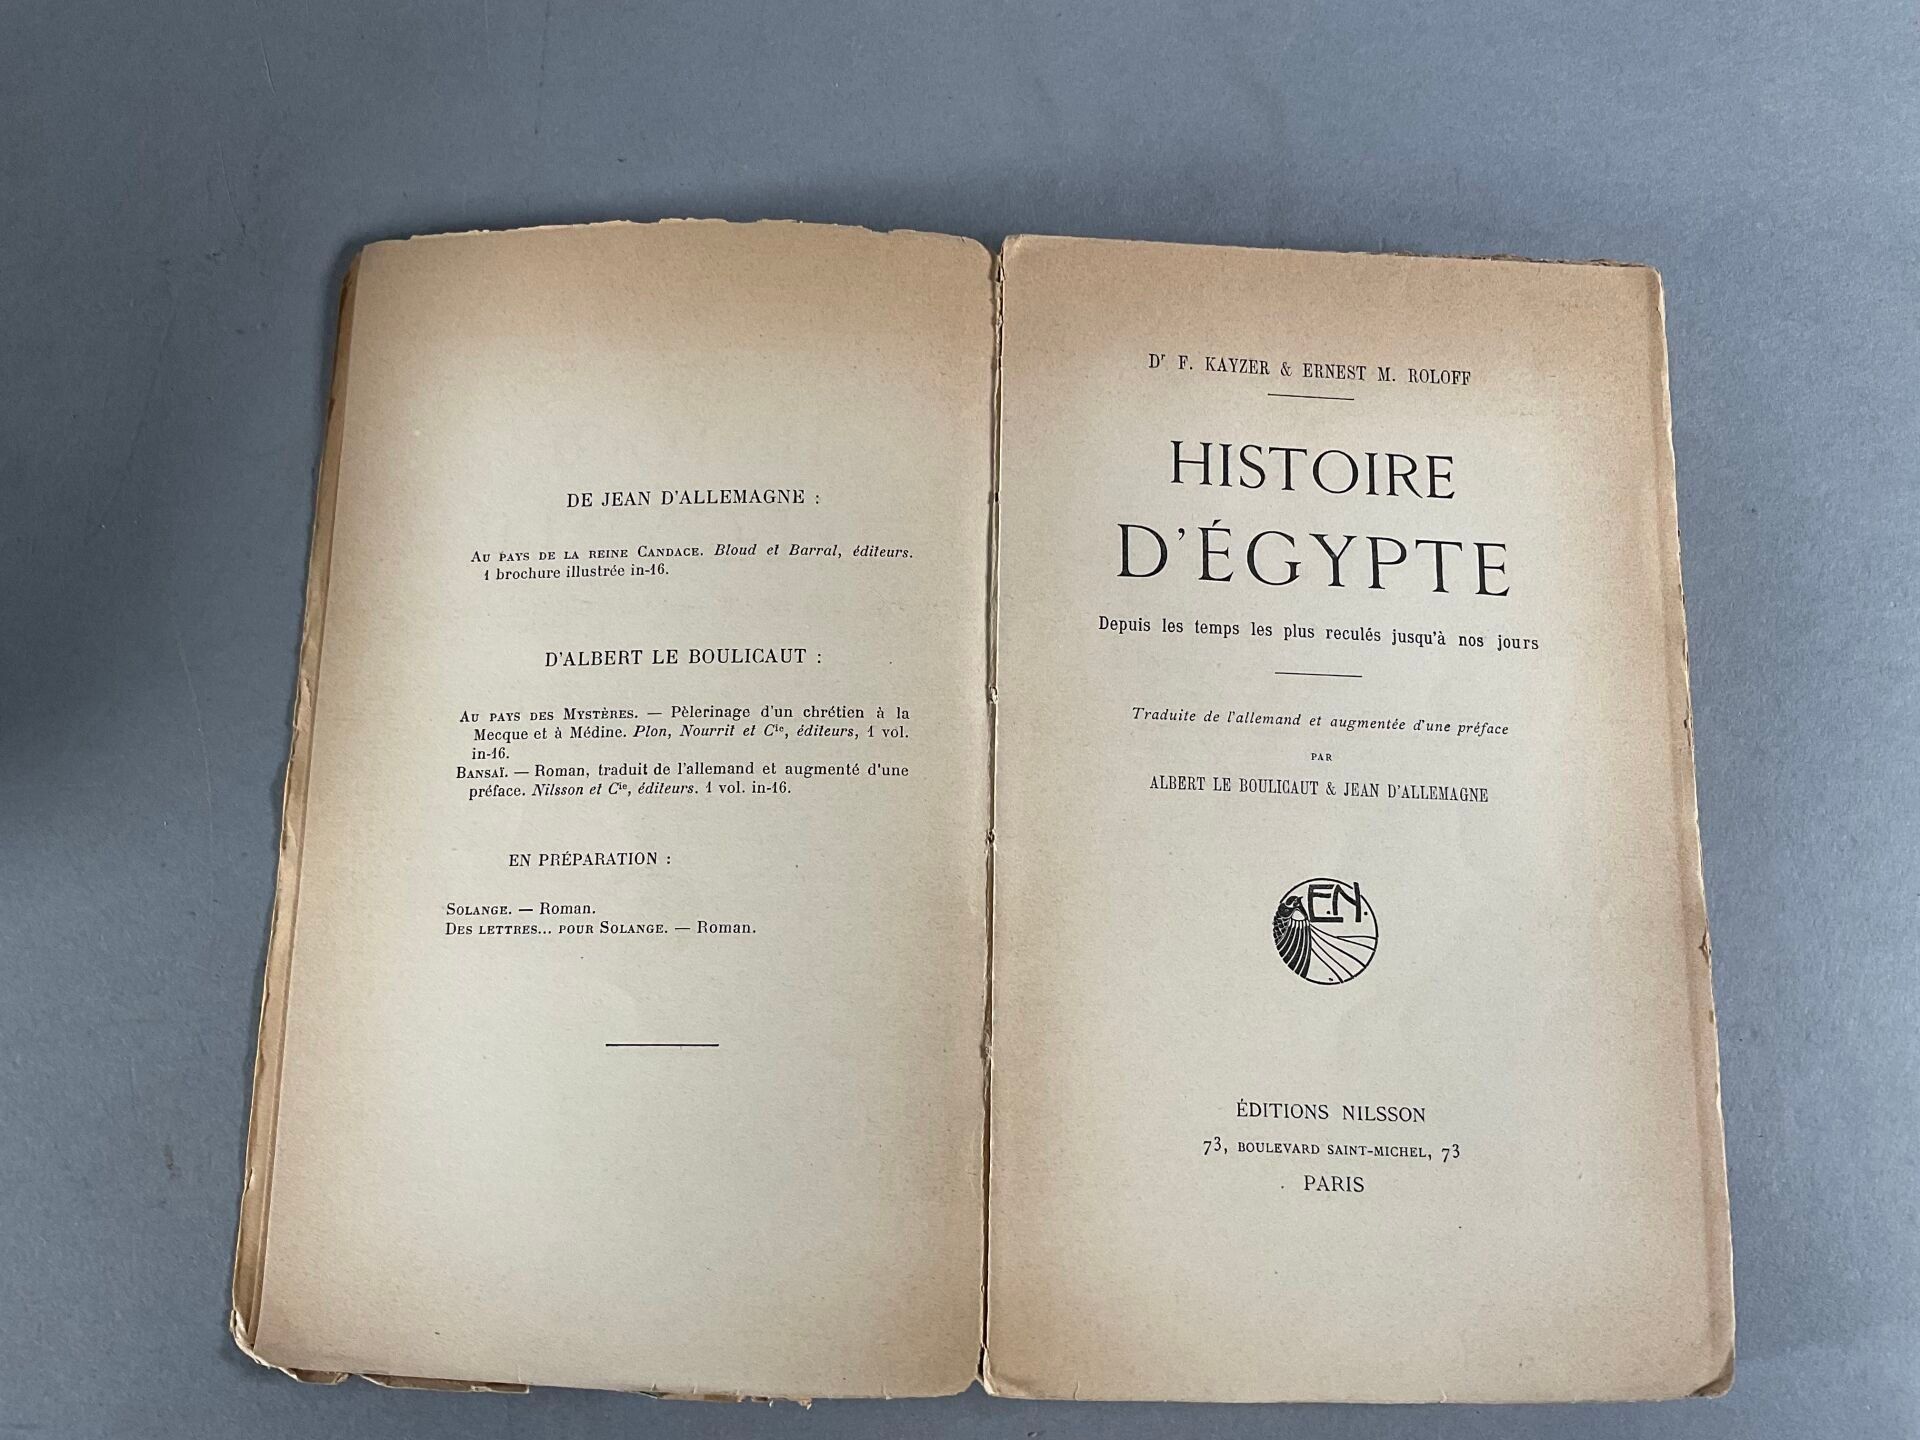 DE JEAN D'ALLEMAGNE :
AU PAYS DE LA REINE CANDACE. Bloud et Barral, éditeurs.
1 brochure illustrée in-16.
D'ALBERT LE BOULICAUT :
AU PAYS DES MYSTÈRES. — Pèlerinage d'un chrétien à la
Mecque et à Médine. Plon, Nourrit et Cie, éditeurs, 1 vol.
in-16.
BANSAÏ. — Roman, traduit de l'allemand et augmenté d'une
préface. Nilsson et Cie, éditeurs. 1 vol. in-16.
EN PRÉPARATION :
SOLANGE. — Roman.
DES LETTRES... POUR SOLANGE. — Roman.
Dr F. KAYZER & ERNEST M. ROLOFF
HISTOIRE
D'ÉGYPTE
Depuis les temps les plus reculés jusqu'à nos jours
Traduite de l'allemand et augmentée d'une préface
PAR
ALBERT LE BOULICAUT & JEAN D'ALLEMAGNE
E.N.
ÉDITIONS NILSSON
73, BOULEVARD SAINT-MICHEL, 73
PARIS